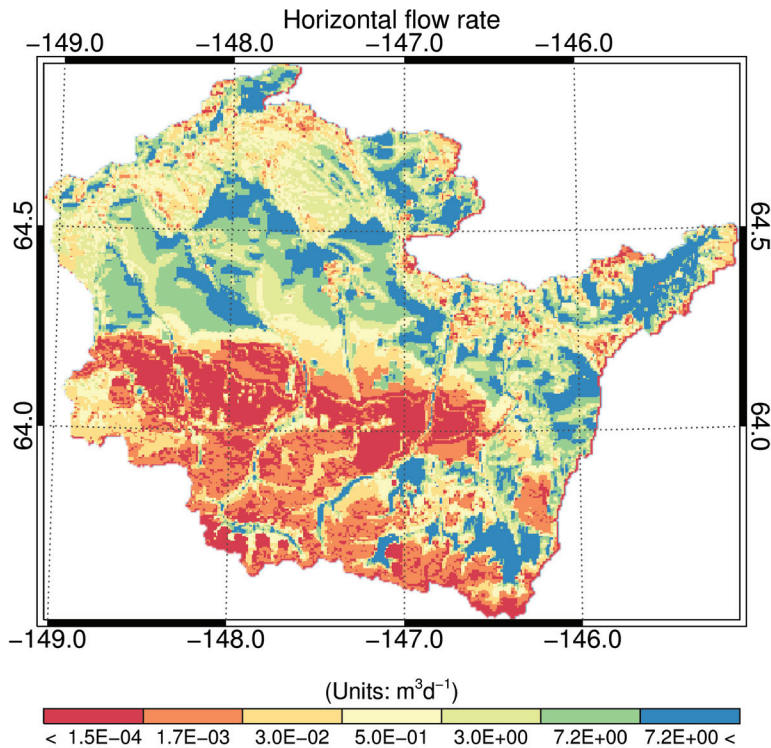 Horizontal flow rate
−149.0 −148.0 −147.0 −146.0
64.5 64.5
64.0 64.0
−149.0 −148.0 −147.0 −146.0
(Units: m³d⁻¹)
< 1.5E−04 1.7E−03 3.0E−02 5.0E−01 3.0E+00 7.2E+00 7.2E+00 <